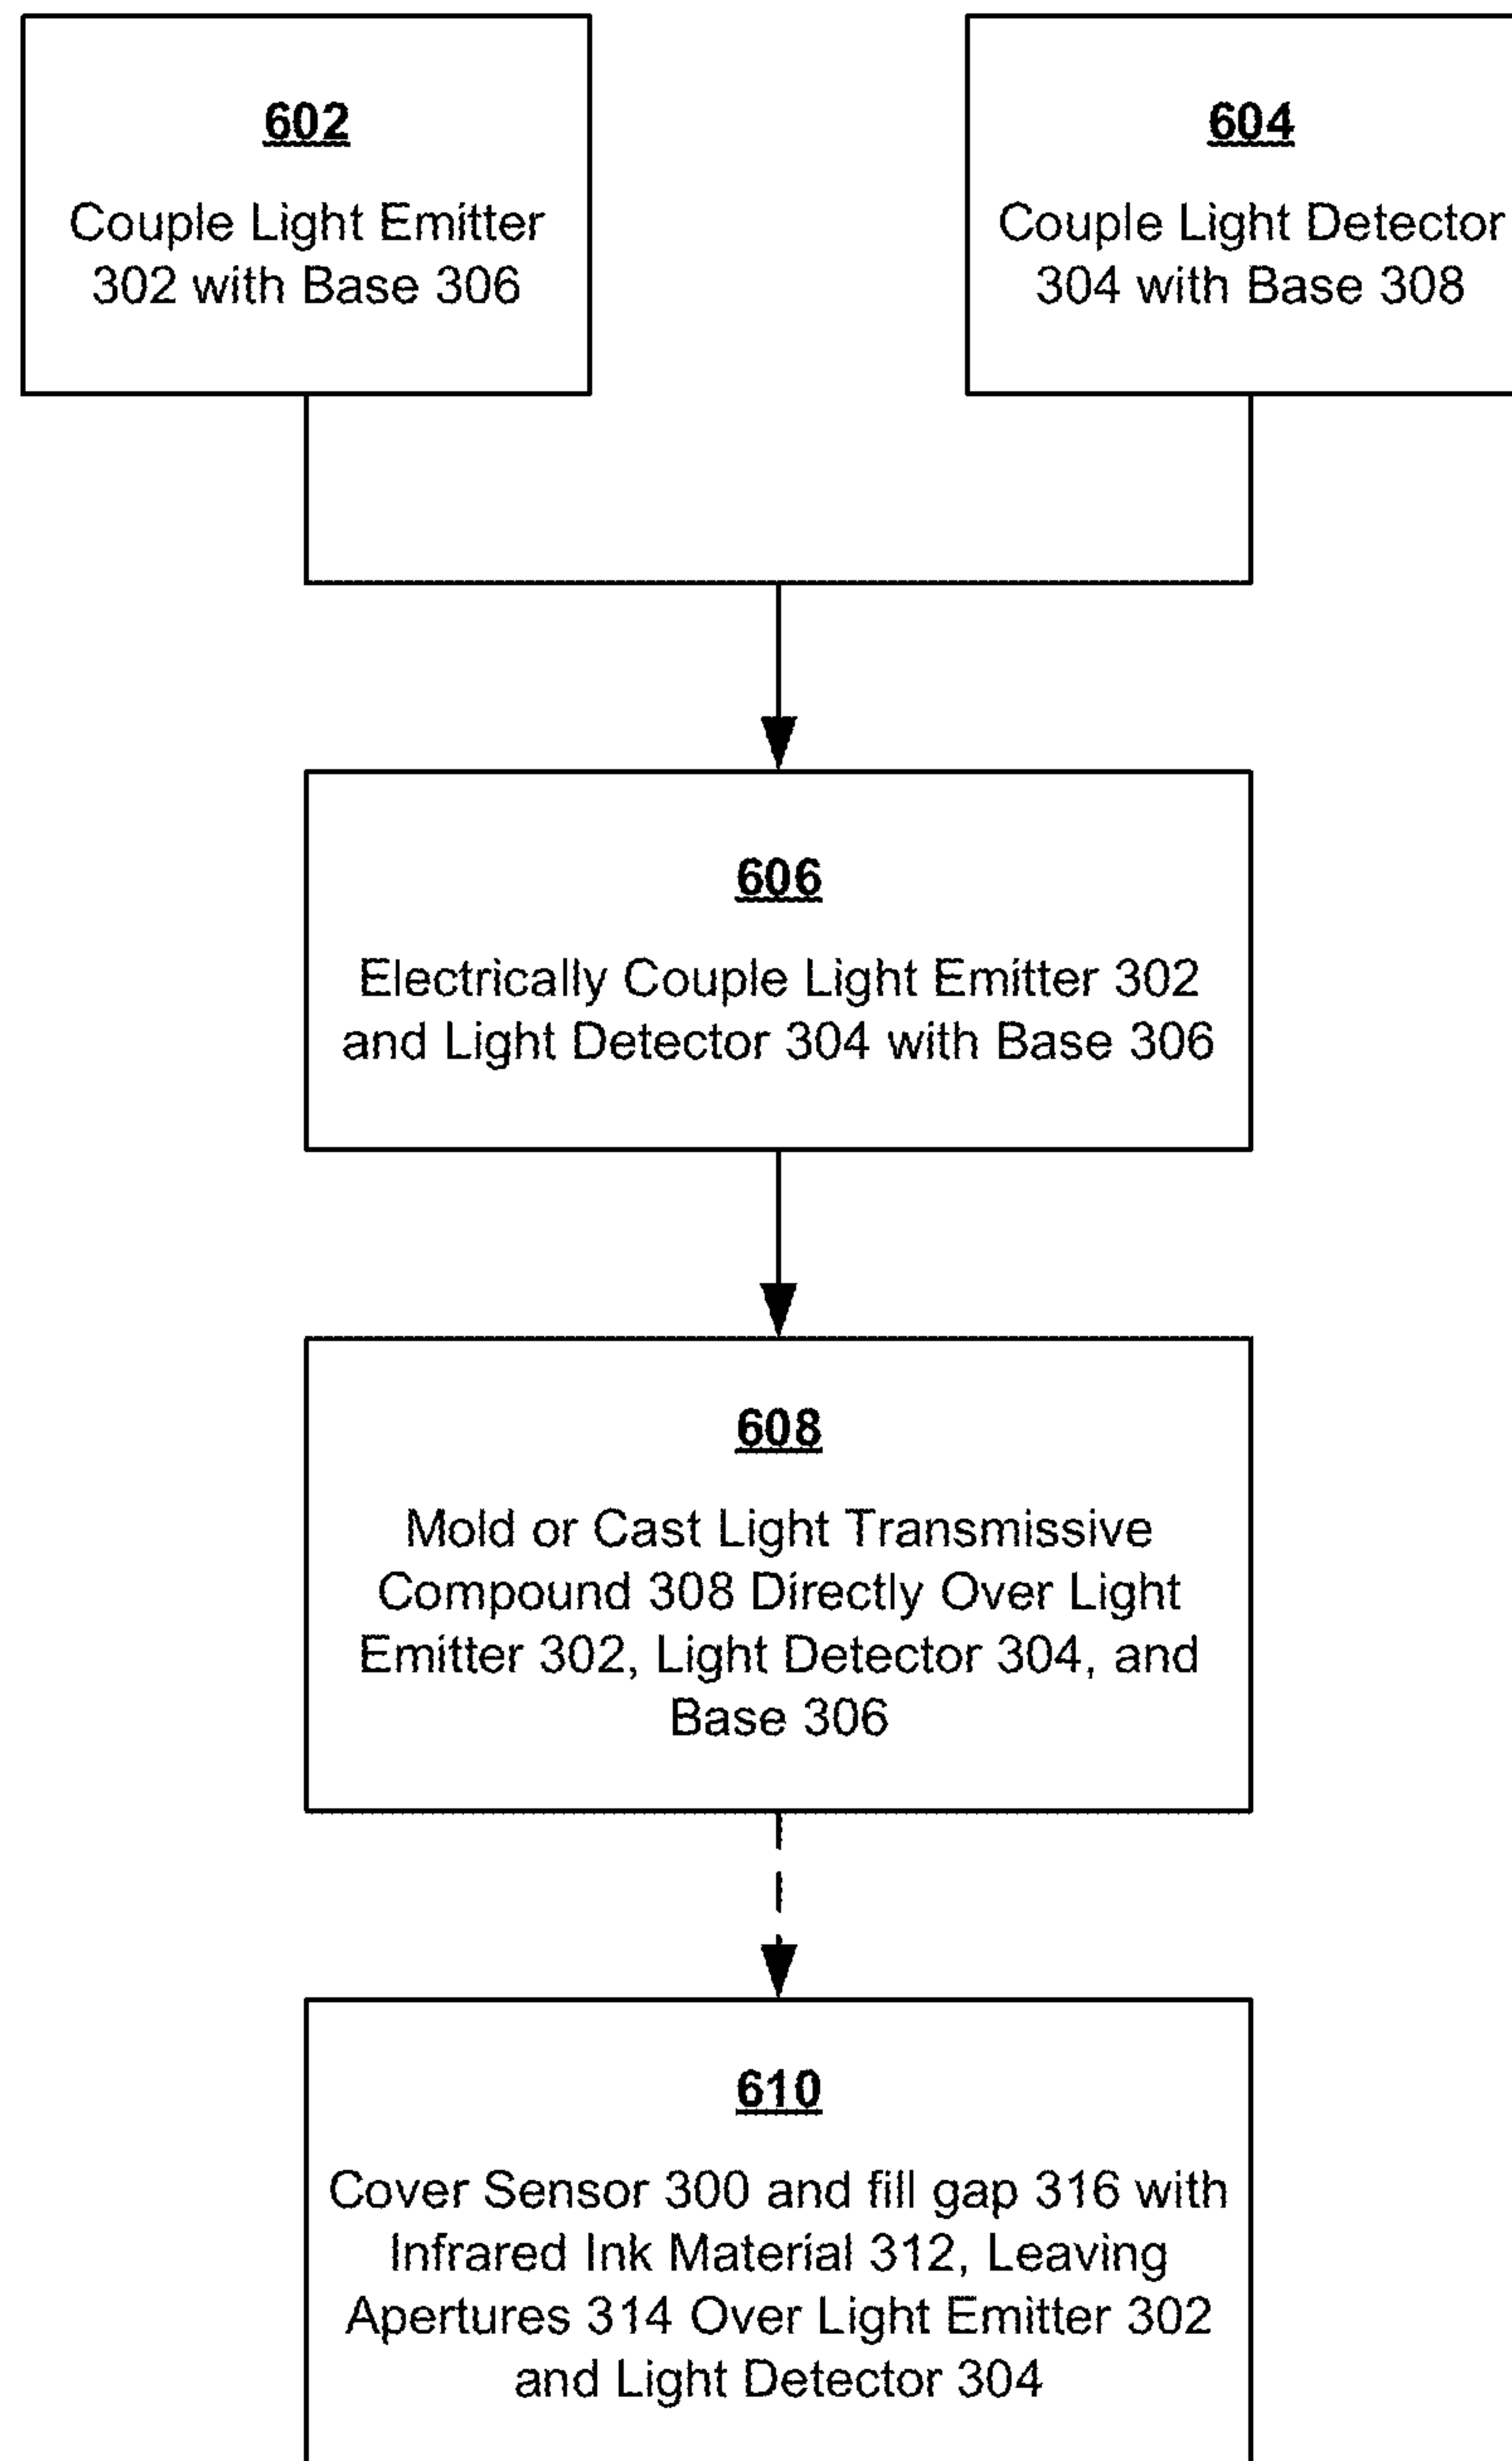 602
Couple Light Emitter
302 with Base 306
604
Couple Light Detector
304 with Base 308
606
Electrically Couple Light Emitter 302
and Light Detector 304 with Base 306
608
Mold or Cast Light Transmissive
Compound 308 Directly Over Light
Emitter 302, Light Detector 304, and
Base 306
610
Cover Sensor 300 and fill gap 316 with
Infrared Ink Material 312, Leaving
Apertures 314 Over Light Emitter 302
and Light Detector 304